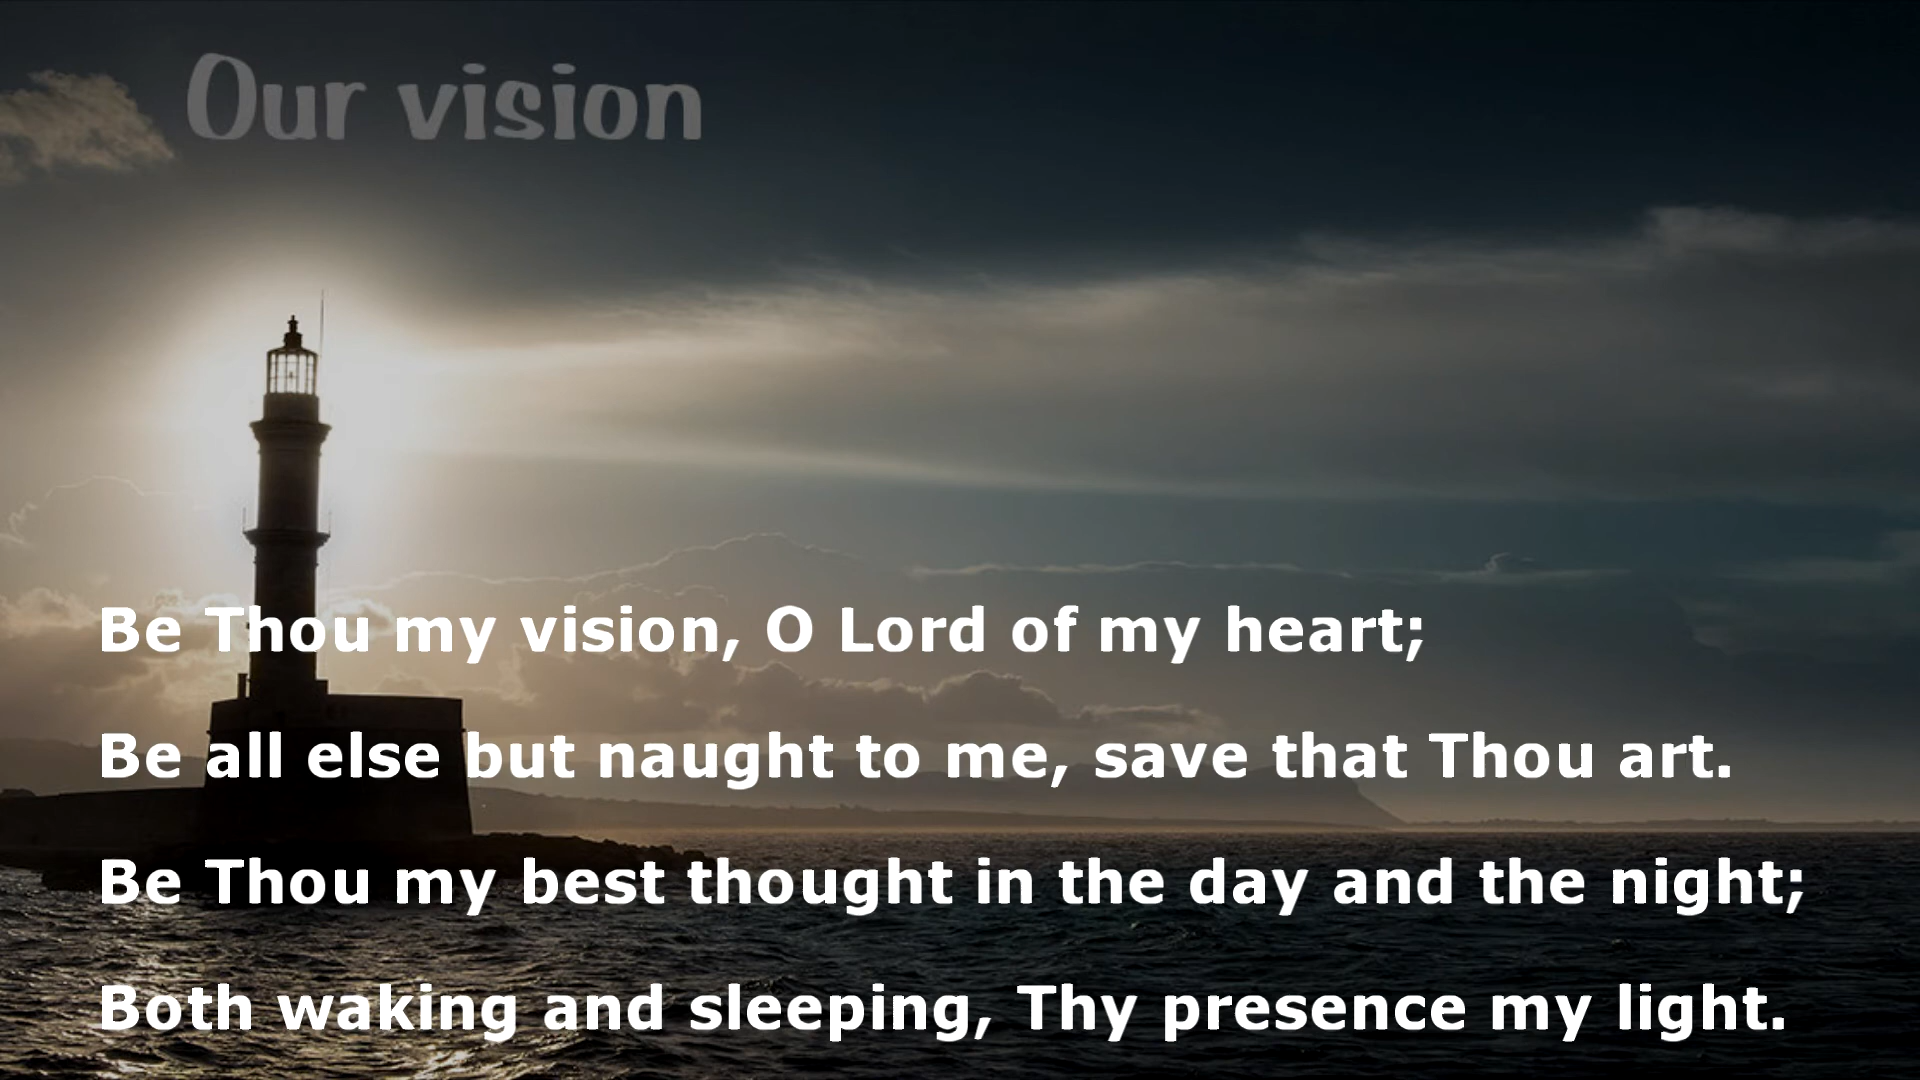 Our vision
Be Thou my vision, O Lord of my heart;
Be all else but naught to me, save that Thou art.
Be Thou my best thought in the day and the night;
Both waking and sleeping, Thy presence my light.